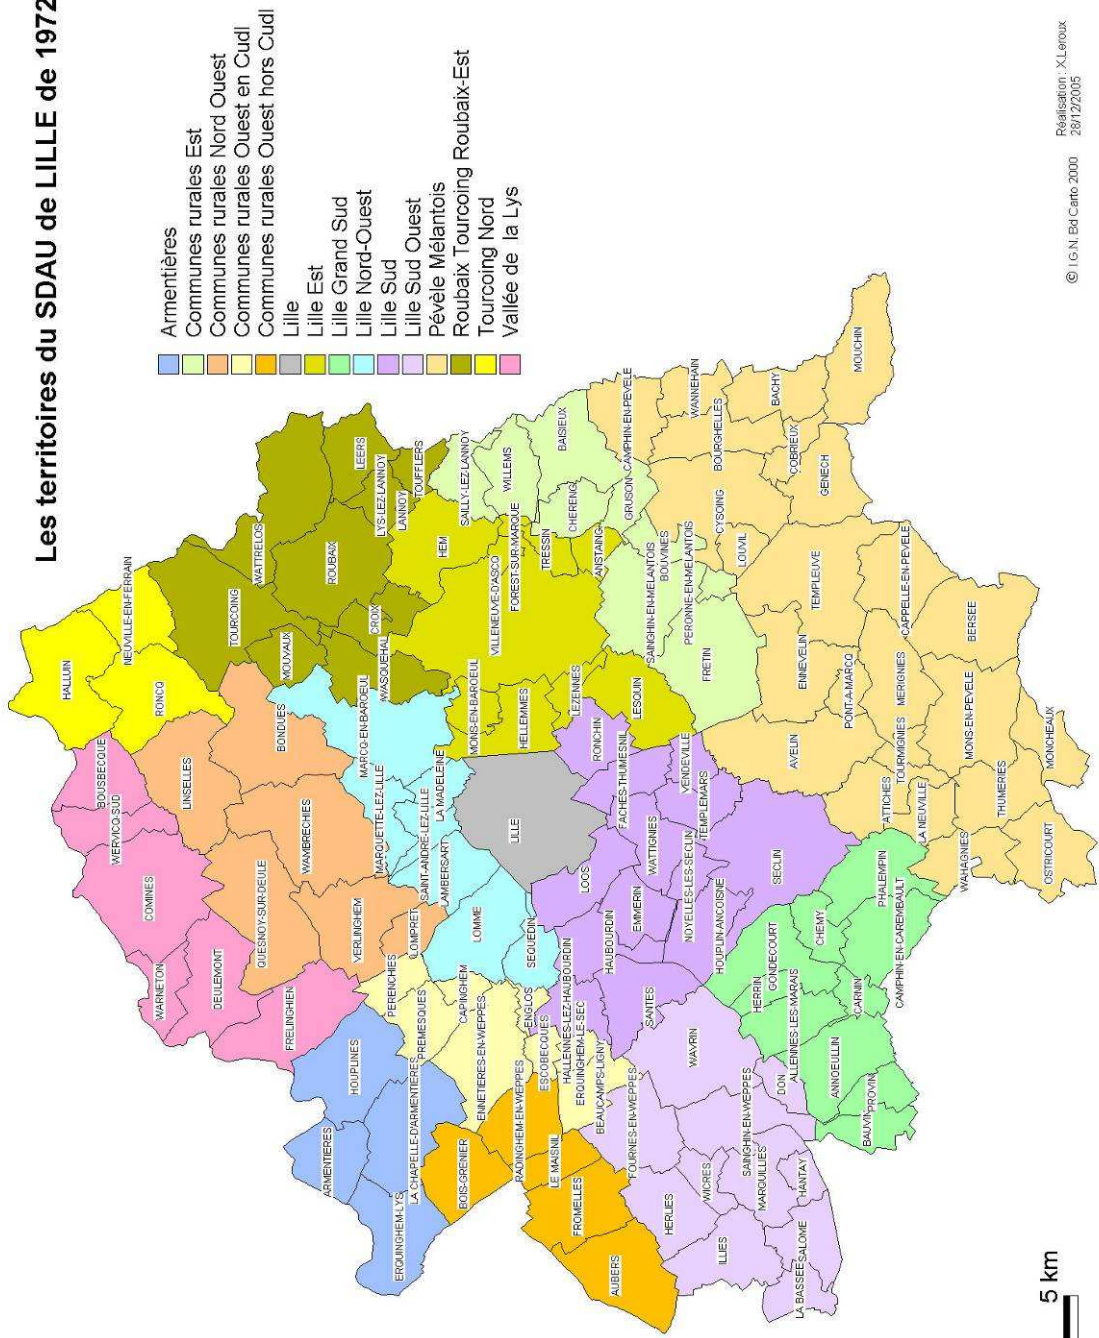 Les territoires du SDAU de LILLE de 1972
Armentières
Communes rurales Est
Communes rurales Nord Ouest
Communes rurales Ouest en Cudl
Communes rurales Ouest hors Cudl
Lille
Lille Est
Lille Grand Sud
Lille Nord-Ouest
Lille Sud
Lille Sud Ouest
Pévèle Mélantois
Roubaix Tourcoing Roubaix-Est
Tourcoing Nord
Vallée de la Lys
HALLUIN
NEUVILLE-EN-FERRAIN
RONCQ
BOUSBECQUE
WERVICQ-SUD
COMINES
WARNETON
DEULEMONT
FRELINGHIEN
LINSELLES
BONDUES
WAMBRECHIES
QUESNOY-SUR-DEULE
VERLINGHEM
LOMPRET
TOURCOING
WATTRELOS
MOUVAUX
ROUBAIX
CROIX
WASQUEHAL
LEERS
LYS-LEZ-LANNOY
LANNOY
TOUFFLERS
HEM
SAILLY-LEZ-LANNOY
WILLEMS
BAISIEUX
CHERENG
GRUSON
CAMPHIN-EN-PEVELE
VILLENEUVE-D'ASCQ
FOREST-SUR-MARQUE
TRESSIN
ANSTAING
MARCQ-EN-BAROEUL
MARQUETTE-LEZ-LILLE
LA MADELEINE
SAINT-ANDRE-LEZ-LILLE
LAMBERSART
LOMME
SEQUEDIN
MONS-EN-BAROEUL
HELLEMMES
LEZENNES
LESQUIN
LILLE
HOUPLINES
ARMENTIERES
LA CHAPELLE-D'ARMENTIERES
ERQUINGHEM-LYS
PERENCHIES
PREMESQUES
CAPINGHEM
ENNETIERES-EN-WEPPES
ENGLOS
ESCOBECQUES
HALLENNES-LEZ-HAUBOURDIN
ERQUINGHEM-LE-SEC
BEAUCAMPS-LIGNY
RADINGHEM-EN-WEPPES
BOIS-GRENIER
LE MAISNIL
FROMELLES
AUBERS
FOURNES-EN-WEPPES
WAVRIN
SANTES
HAUBOURDIN
LOOS
EMMERIN
WATTIGNIES
FACHES-THUMESNIL
RONCHIN
VENDEVILLE
TEMPLEMARS
NOYELLES-LES-SECLIN
HOUPLIN-ANCOISNE
SECLIN
SAINGHIN-EN-MELANTOIS
BOUVINES
PERONNE-EN-MELANTOIS
FRETIN
WANNEHAIN
BOURGHELLES
BACHY
MOUCHIN
CYSOING
COBRIEUX
GENECH
LOUVIL
TEMPLEUVE
ENNEVELIN
PONT-A-MARCQ
AVELIN
CAPPELLE-EN-PEVELE
MERIGNIES
TOURMIGNIES
ATTICHES
LA NEUVILLE
BERSEE
MONS-EN-PEVELE
MONCHEAUX
THUMERIES
WAHAGNIES
OSTRICOURT
PHALEMPIN
CAMPHIN-EN-CAREMBAULT
CHEMY
GONDECOURT
HERRIN
ALLENNES-LES-MARAIS
CARNIN
ANNOEULLIN
PROVIN
BAUVIN
DON
SAINGHIN-EN-WEPPES
MARQUILLIES
WICRES
HERLIES
ILLIES
HANTAY
SALOME
LA BASSEE
5 km
© I.G.N. Bd Carto 2000
Réalisation : X.Leroux
28/12/2005